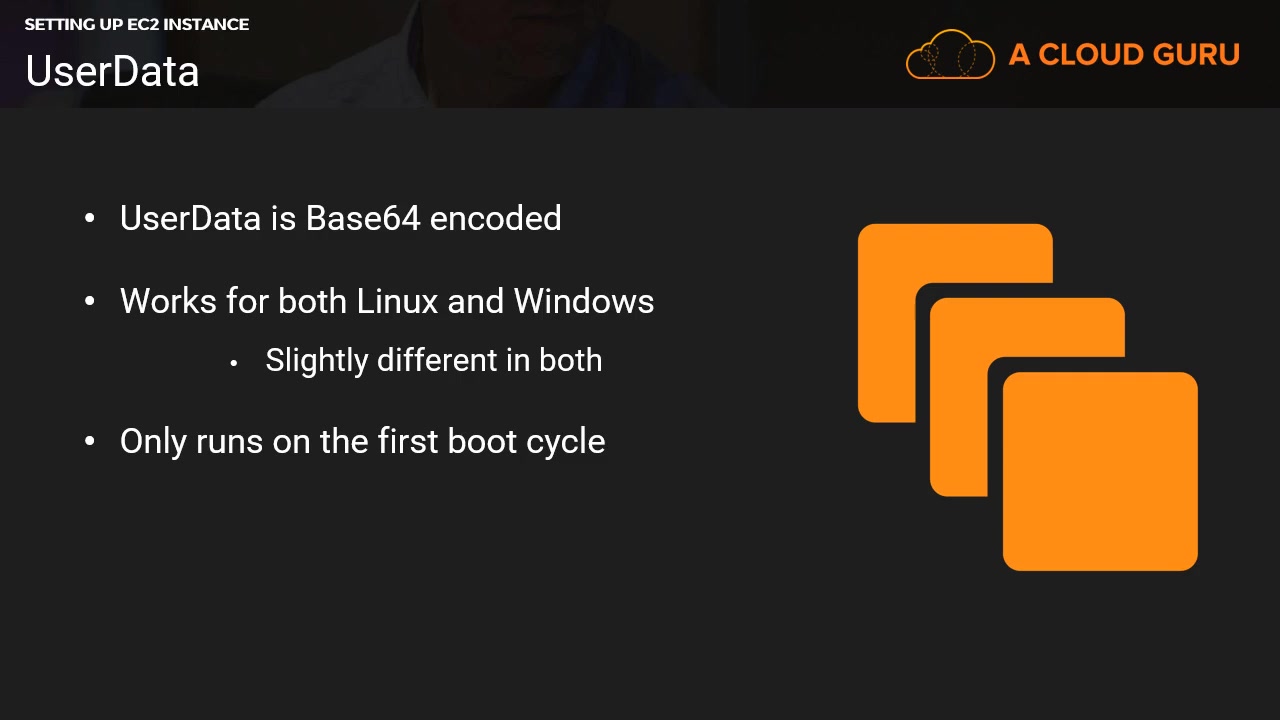 SETTING UP EC2 INSTANCE
UserData
A CLOUD GURU
• UserData is Base64 encoded
• Works for both Linux and Windows
• Slightly different in both
• Only runs on the first boot cycle